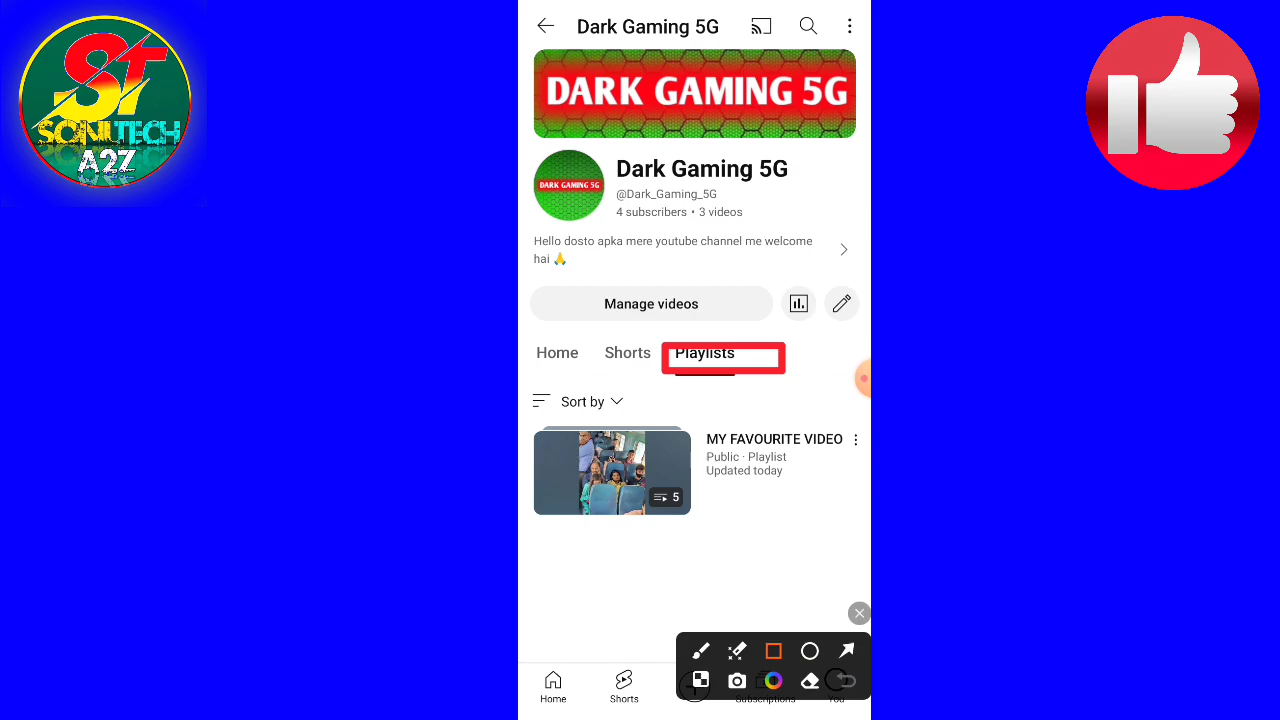 ST
SONU TECH
A2Z
Dark Gaming 5G
DARK GAMING 5G
DARK GAMING 5G
Dark Gaming 5G
@Dark_Gaming_5G
4 subscribers • 3 videos
Hello dosto apka mere youtube channel me welcome
hai 🙏
Manage videos
Home Shorts Playlists
Sort by
MY FAVOURITE VIDEO
Public · Playlist
Updated today
5
Home Shorts Subscriptions You